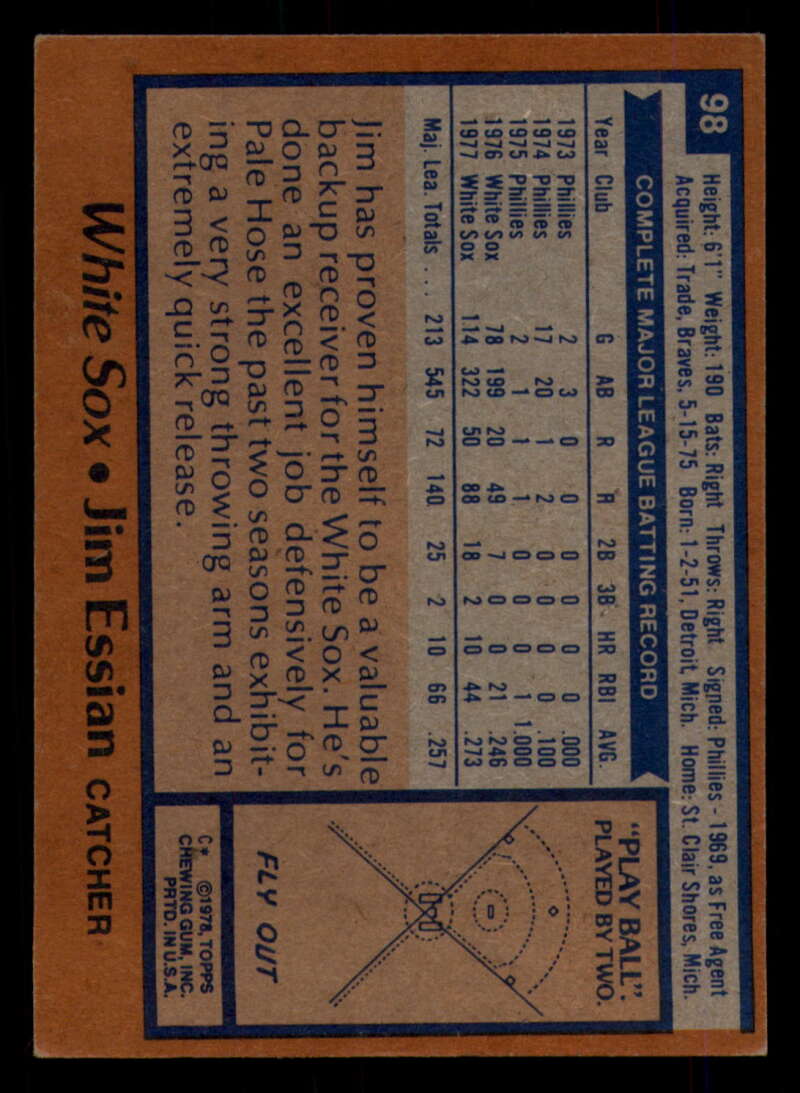 98
Height: 6'1" Weight: 190 Bats: Right Throws: Right Signed: Phillies - 1969, as Free Agent
Acquired: Trade, Braves, 5-15-75 Born: 1-2-51, Detroit, Mich. Home: St. Clair Shores, Mich.
COMPLETE MAJOR LEAGUE BATTING RECORD
Year Club G AB R H 2B 3B HR RBI AVG.
1973 Phillies 2 3 0 0 0 0 0 0 .000
1974 Phillies 17 20 1 2 0 0 0 0 .100
1975 Phillies 2 1 1 1 0 0 0 1 1.000
1976 White Sox 78 199 20 49 7 0 0 21 .246
1977 White Sox 114 322 50 88 18 2 10 44 .273
Maj. Lea. Totals ... 213 545 72 140 25 2 10 66 .257
Jim has proven himself to be a valuable
backup receiver for the White Sox. He's
done an excellent job defensively for
Pale Hose the past two seasons exhibit-
ing a very strong throwing arm and an
extremely quick release.
"PLAY BALL".
PLAYED BY TWO.
FLY OUT
C* ©1978, TOPPS
CHEWING GUM, INC.
PRTD. IN U.S.A.
White Sox • Jim Essian CATCHER